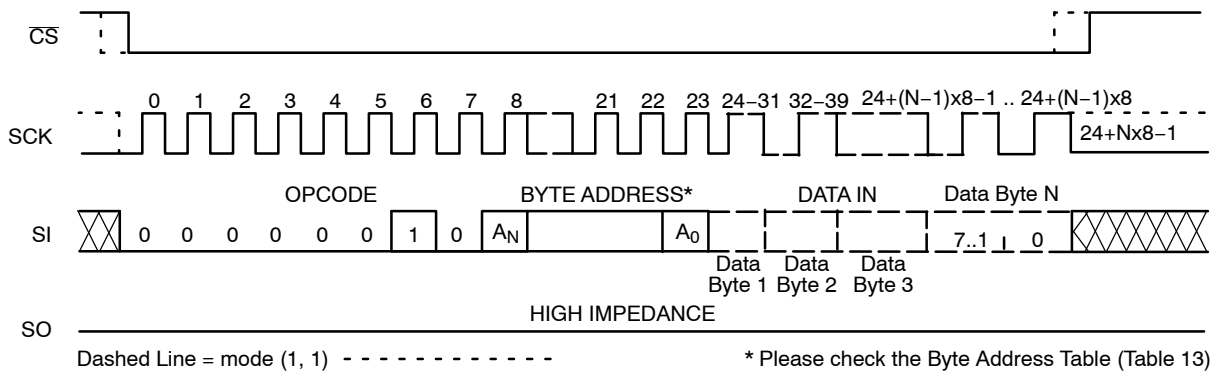 CS
0 1 2 3 4 5 6 7 8 21 22 23 24−31 32−39 24+(N−1)x8−1 .. 24+(N−1)x8
SCK
24+Nx8−1
OPCODE BYTE ADDRESS* DATA IN Data Byte N
SI
0 0 0 0 0 0 1 0 AN A0 7..1 0
Data Byte 1
Data Byte 2
Data Byte 3
HIGH IMPEDANCE
SO
Dashed Line = mode (1, 1)
* Please check the Byte Address Table (Table 13)